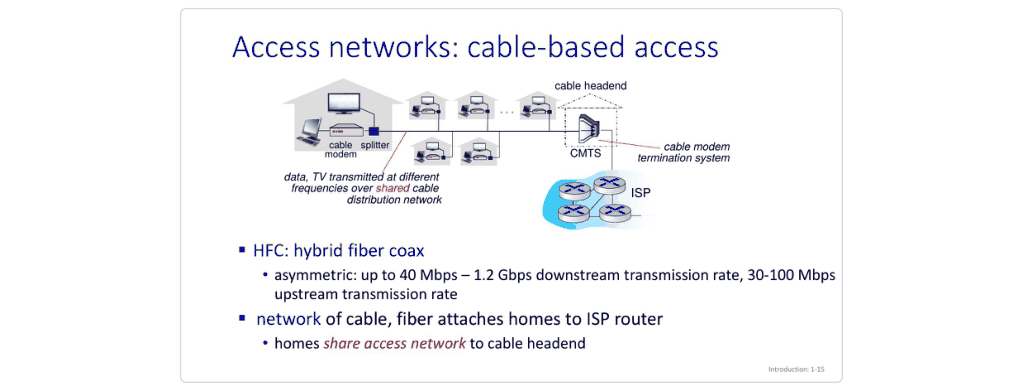 Access networks: cable-based access
cable headend
cable splitter
modem
CMTS
cable modem
termination system
data, TV transmitted at different
frequencies over shared cable
distribution network
ISP
▪ HFC: hybrid fiber coax
• asymmetric: up to 40 Mbps – 1.2 Gbps downstream transmission rate, 30-100 Mbps
upstream transmission rate
▪ network of cable, fiber attaches homes to ISP router
• homes share access network to cable headend
Introduction: 1-15